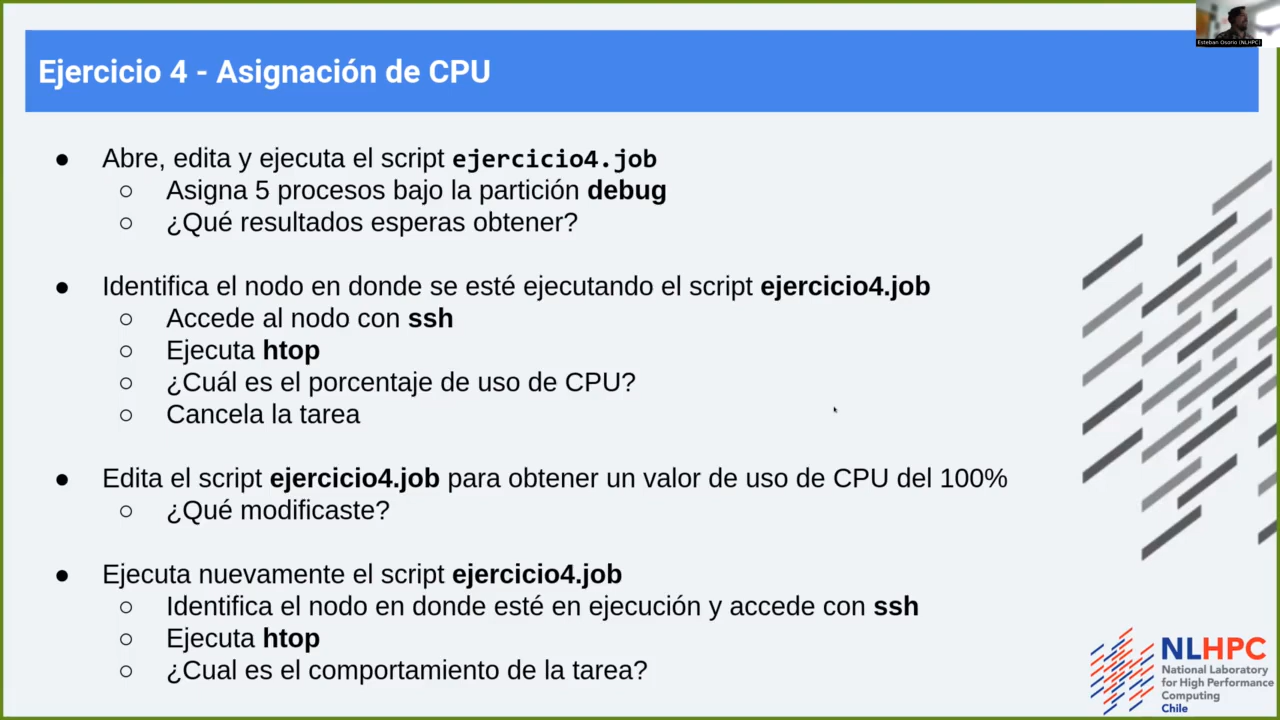 Esteban Osorio (NLHPC)
Ejercicio 4 - Asignación de CPU
● Abre, edita y ejecuta el script ejercicio4.job
○ Asigna 5 procesos bajo la partición debug
○ ¿Qué resultados esperas obtener?
● Identifica el nodo en donde se esté ejecutando el script ejercicio4.job
○ Accede al nodo con ssh
○ Ejecuta htop
○ ¿Cuál es el porcentaje de uso de CPU?
○ Cancela la tarea
● Edita el script ejercicio4.job para obtener un valor de uso de CPU del 100%
○ ¿Qué modificaste?
● Ejecuta nuevamente el script ejercicio4.job
○ Identifica el nodo en donde esté en ejecución y accede con ssh
○ Ejecuta htop
○ ¿Cual es el comportamiento de la tarea?
NLHPC
National Laboratory
for High Performance
Computing
Chile